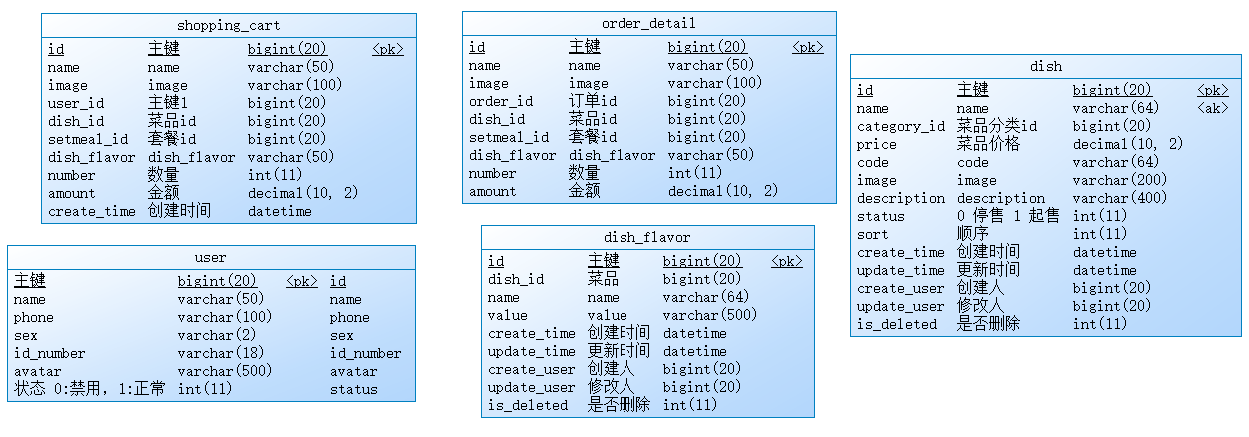 shopping_cart
id 主键 bigint(20) <pk>
name name varchar(50)
image image varchar(100)
user_id 主键1 bigint(20)
dish_id 菜品id bigint(20)
setmeal_id 套餐id bigint(20)
dish_flavor dish_flavor varchar(50)
number 数量 int(11)
amount 金额 decimal(10, 2)
create_time 创建时间 datetime
order_detail
id 主键 bigint(20) <pk>
name name varchar(50)
image image varchar(100)
order_id 订单id bigint(20)
dish_id 菜品id bigint(20)
setmeal_id 套餐id bigint(20)
dish_flavor dish_flavor varchar(50)
number 数量 int(11)
amount 金额 decimal(10, 2)
dish
id 主键 bigint(20) <pk>
name name varchar(64) <ak>
category_id 菜品分类id bigint(20)
price 菜品价格 decimal(10, 2)
code code varchar(64)
image image varchar(200)
description description varchar(400)
status 0 停售 1 起售 int(11)
sort 顺序 int(11)
create_time 创建时间 datetime
update_time 更新时间 datetime
create_user 创建人 bigint(20)
update_user 修改人 bigint(20)
is_deleted 是否删除 int(11)
user
主键 bigint(20) <pk> id
name varchar(50) name
phone varchar(100) phone
sex varchar(2) sex
id_number varchar(18) id_number
avatar varchar(500) avatar
状态 0:禁用，1:正常 int(11) status
dish_flavor
id 主键 bigint(20) <pk>
dish_id 菜品 bigint(20)
name name varchar(64)
value value varchar(500)
create_time 创建时间 datetime
update_time 更新时间 datetime
create_user 创建人 bigint(20)
update_user 修改人 bigint(20)
is_deleted 是否删除 int(11)